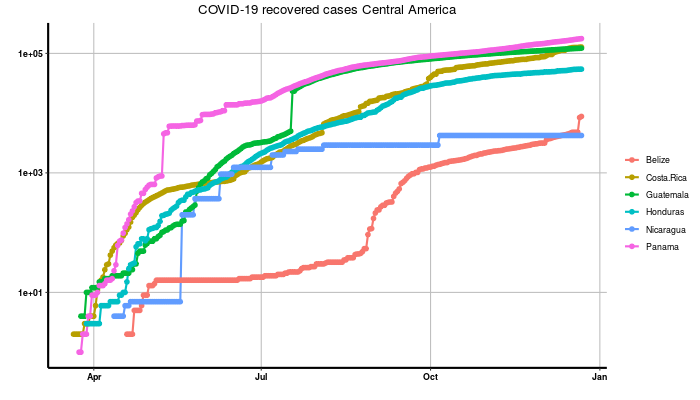 COVID-19 recovered cases Central America
1e+05
1e+03
1e+01
Apr
Jul
Oct
Jan
Belize
Costa.Rica
Guatemala
Honduras
Nicaragua
Panama